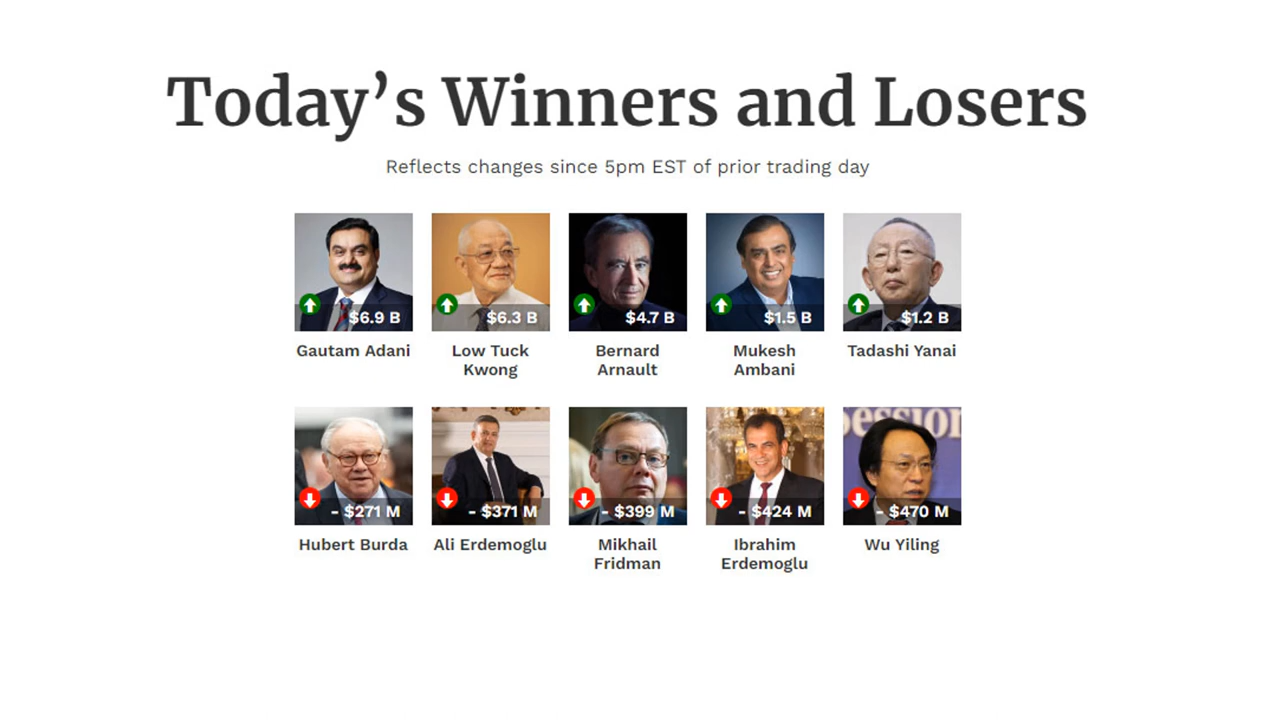 Today’s Winners and Losers
Reflects changes since 5pm EST of prior trading day
$6.9 B
$6.3 B
$4.7 B
$1.5 B
$1.2 B
Gautam Adani
Low Tuck
Kwong
Bernard
Arnault
Mukesh
Ambani
Tadashi Yanai
Session
- $271 M
- $371 M
- $399 M
- $424 M
- $470 M
Hubert Burda
Ali Erdemoglu
Mikhail
Fridman
Ibrahim
Erdemoglu
Wu Yiling